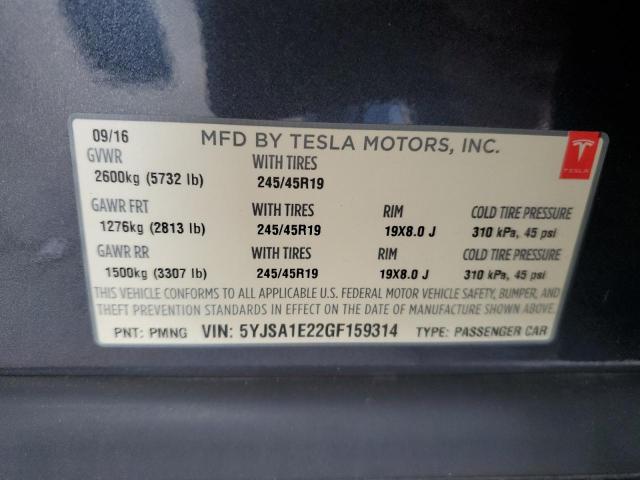 09/16 MFD BY TESLA MOTORS, INC.
TESLA
GVWR WITH TIRES
2600kg (5732 lb) 245/45R19
GAWR FRT WITH TIRES RIM COLD TIRE PRESSURE
1276kg (2813 lb) 245/45R19 19X8.0 J 310 kPa, 45 psi
GAWR RR WITH TIRES RIM COLD TIRE PRESSURE
1500kg (3307 lb) 245/45R19 19X8.0 J 310 kPa, 45 psi
THIS VEHICLE CONFORMS TO ALL APPLICABLE U.S. FEDERAL MOTOR VEHICLE SAFETY, BUMPER, AND
THEFT PREVENTION STANDARDS IN EFFECT ON THE DATE OF MANUFACTURE SHOWN ABOVE.
PNT: PMNG VIN: 5YJSA1E22GF159314 TYPE: PASSENGER CAR